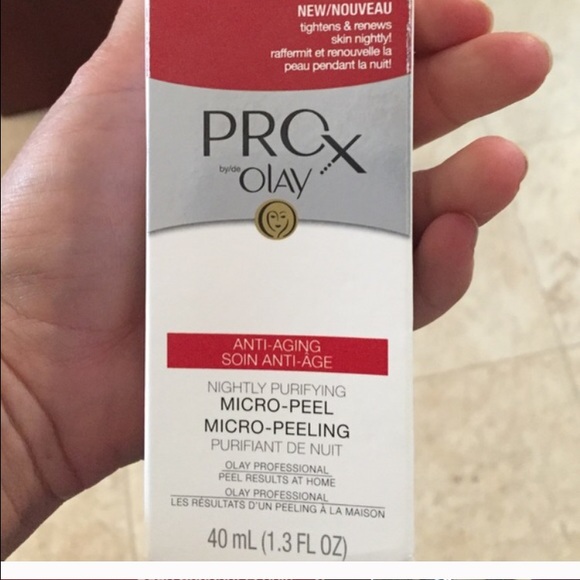 NEW/NOUVEAU
tightens & renews
skin nightly!
raffermit et renouvelle la
peau pendant la nuit!
PROX
by/de OLAY
ANTI-AGING
SOIN ANTI-ÂGE
NIGHTLY PURIFYING
MICRO-PEEL
MICRO-PEELING
PURIFIANT DE NUIT
OLAY PROFESSIONAL
PEEL RESULTS AT HOME
OLAY PROFESSIONAL
LES RÉSULTATS D'UN PEELING À LA MAISON
40 mL (1.3 FL OZ)